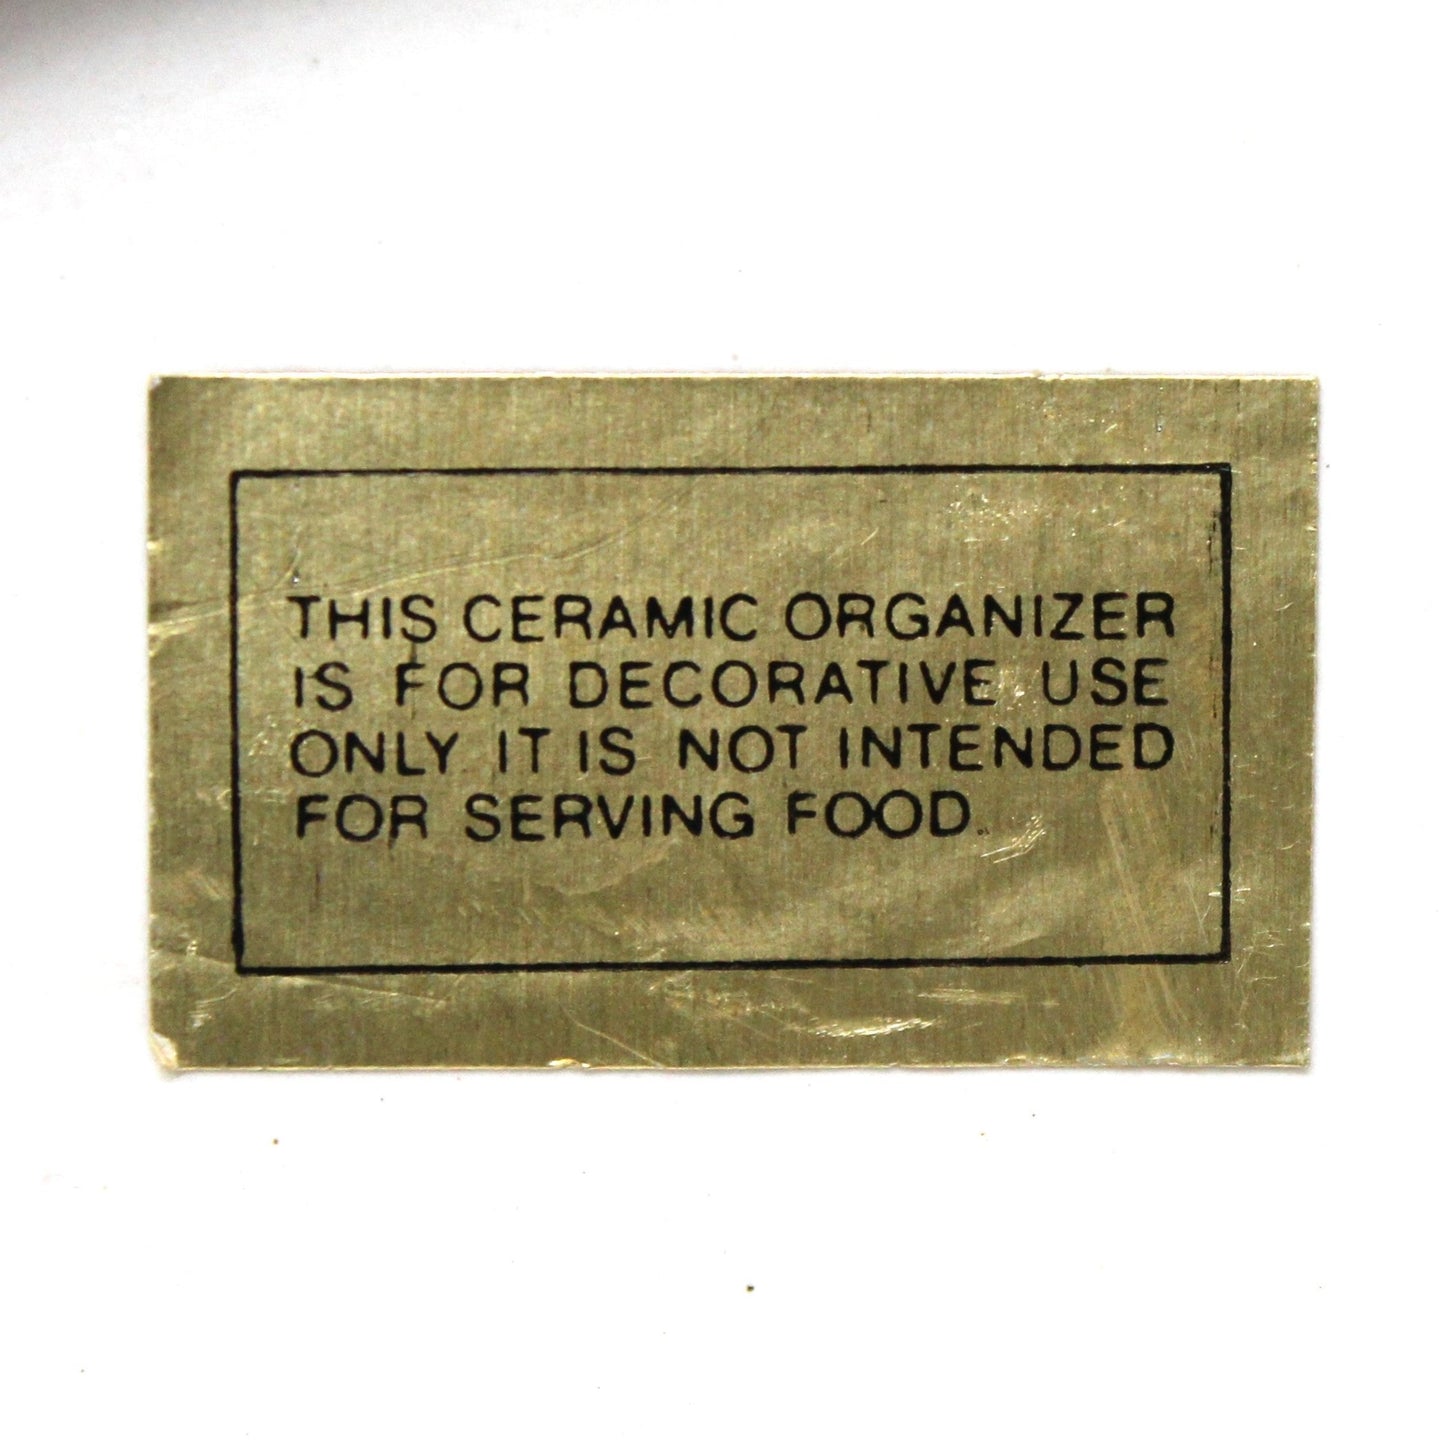 THIS CERAMIC ORGANIZER
IS FOR DECORATIVE USE
ONLY IT IS NOT INTENDED
FOR SERVING FOOD.